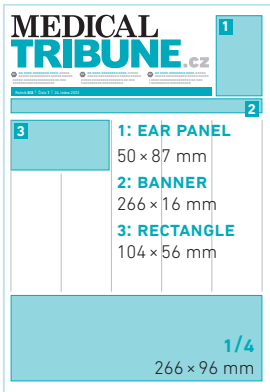 MEDICAL
TRIBUNE.cz
1
2
3
1: EAR PANEL
50 × 87 mm
2: BANNER
266 × 16 mm
3: RECTANGLE
104 × 56 mm
1/4
266 × 96 mm